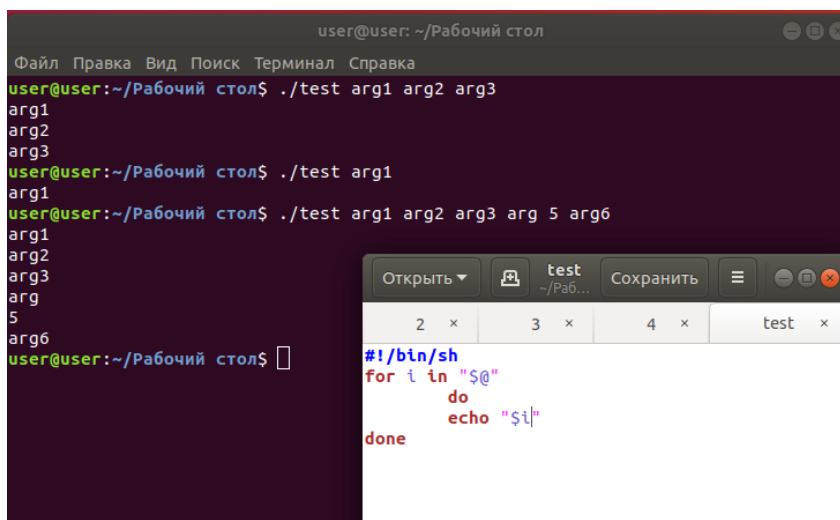 user@user: ~/Рабочий стол
Файл Правка Вид Поиск Терминал Справка
user@user:~/Рабочий стол$ ./test arg1 arg2 arg3
arg1
arg2
arg3
user@user:~/Рабочий стол$ ./test arg1
arg1
user@user:~/Рабочий стол$ ./test arg1 arg2 arg3 arg 5 arg6
arg1
arg2
arg3
arg
5
arg6
user@user:~/Рабочий стол$
Открыть test Сохранить
~/Раб...
2 × 3 × 4 × test ×
#!/bin/sh
for i in "$@"
do
echo "$i"
done